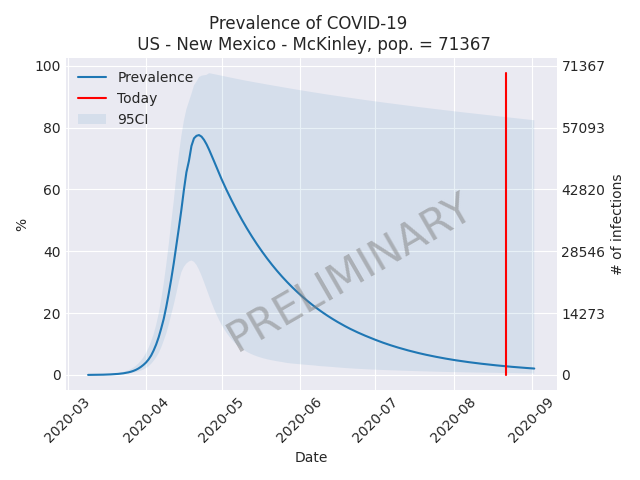 Prevalence of COVID-19
US - New Mexico - McKinley, pop. = 71367
Prevalence
Today
95CI
100
80
60
40
20
0
%
71367
57093
42820
28546
14273
0
# of infections
PRELIMINARY
2020-03
2020-04
2020-05
2020-06
2020-07
2020-08
2020-09
Date